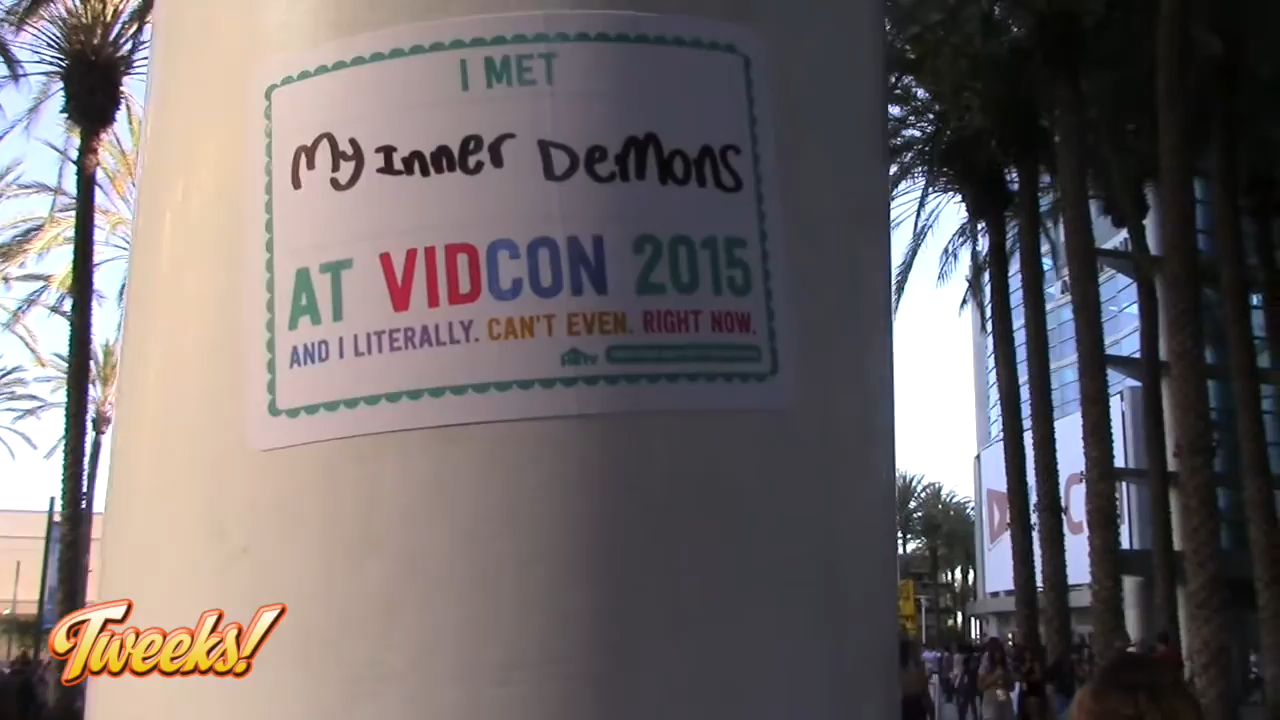 I MET
My Inner Demons
AT VIDCON 2015
AND I LITERALLY. CAN'T EVEN. RIGHT NOW.
Tweeks!